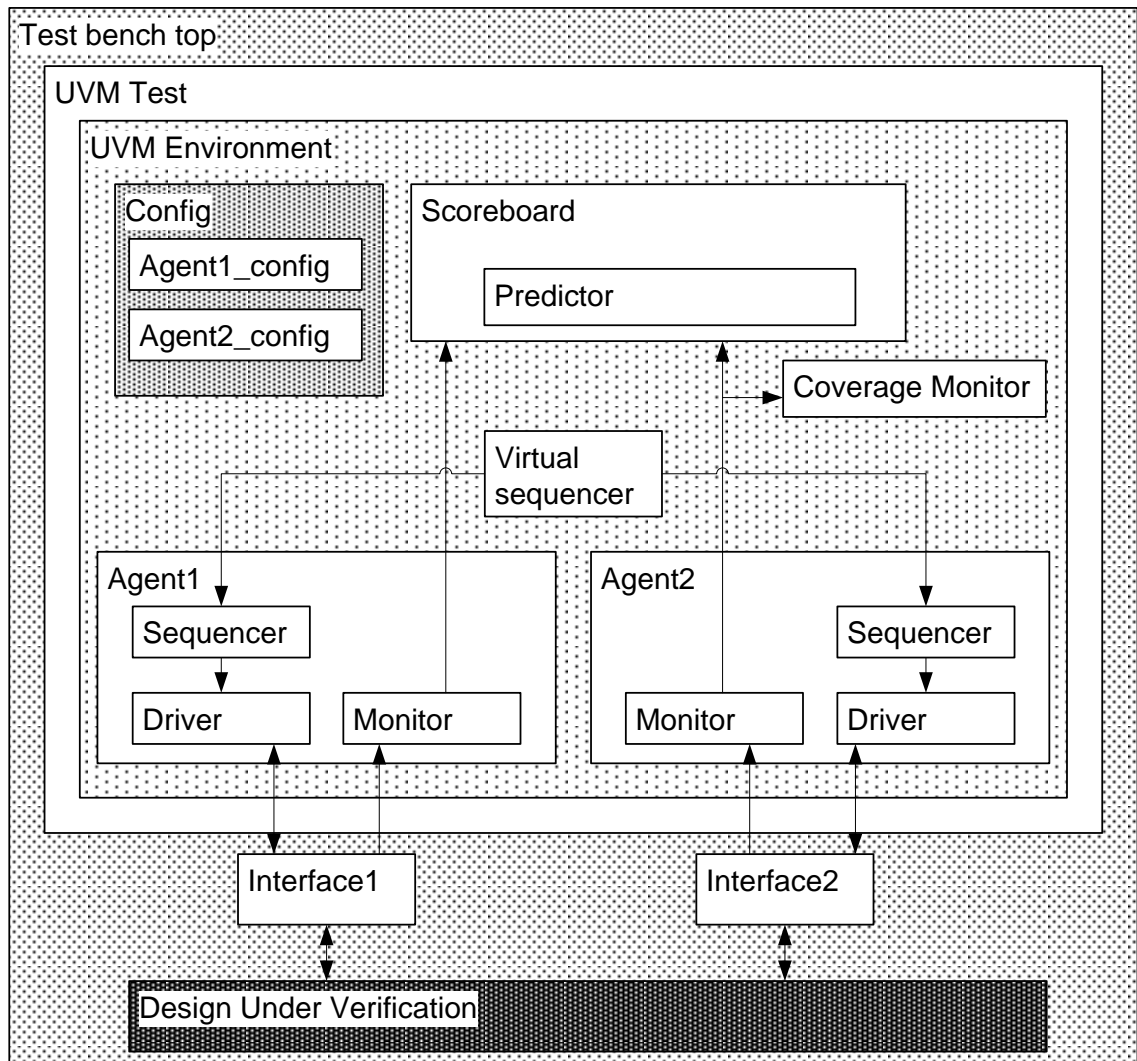 Test bench top
UVM Test
UVM Environment
Config
Agent1_config
Agent2_config
Scoreboard
Predictor
Coverage Monitor
Virtual
sequencer
Agent1
Sequencer
Driver
Monitor
Agent2
Sequencer
Monitor
Driver
Interface1
Interface2
Design Under Verification